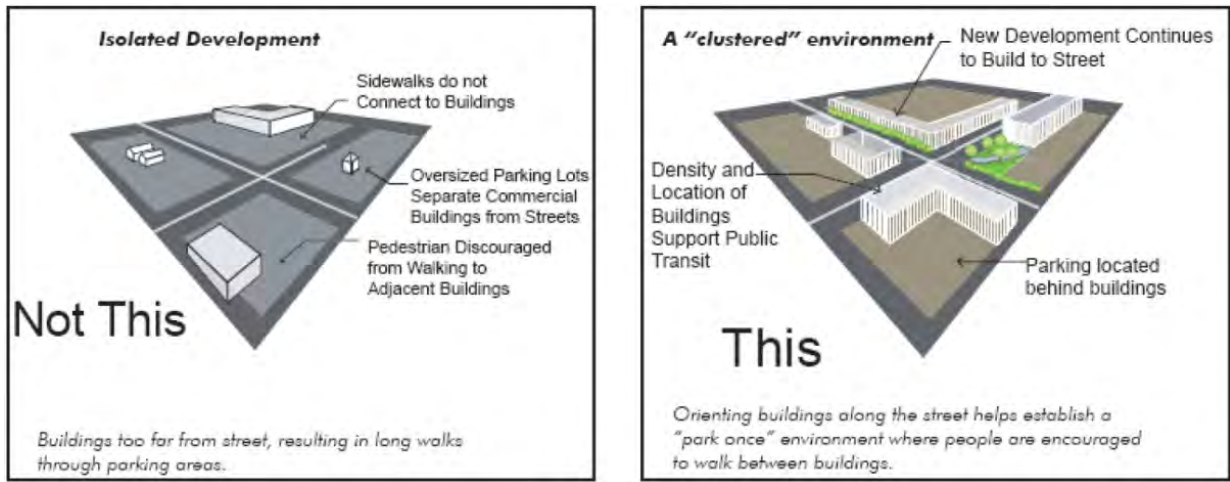 Isolated Development
Sidewalks do not
Connect to Buildings
Oversized Parking Lots
Separate Commercial
Buildings from Streets
Pedestrian Discouraged
from Walking to
Adjacent Buildings
Not This
Buildings too far from street, resulting in long walks
through parking areas.
A “clustered” environment
New Development Continues
to Build to Street
Density and
Location of
Buildings
Support Public
Transit
Parking located
behind buildings
This
Orienting buildings along the street helps establish a
“park once” environment where people are encouraged
to walk between buildings.